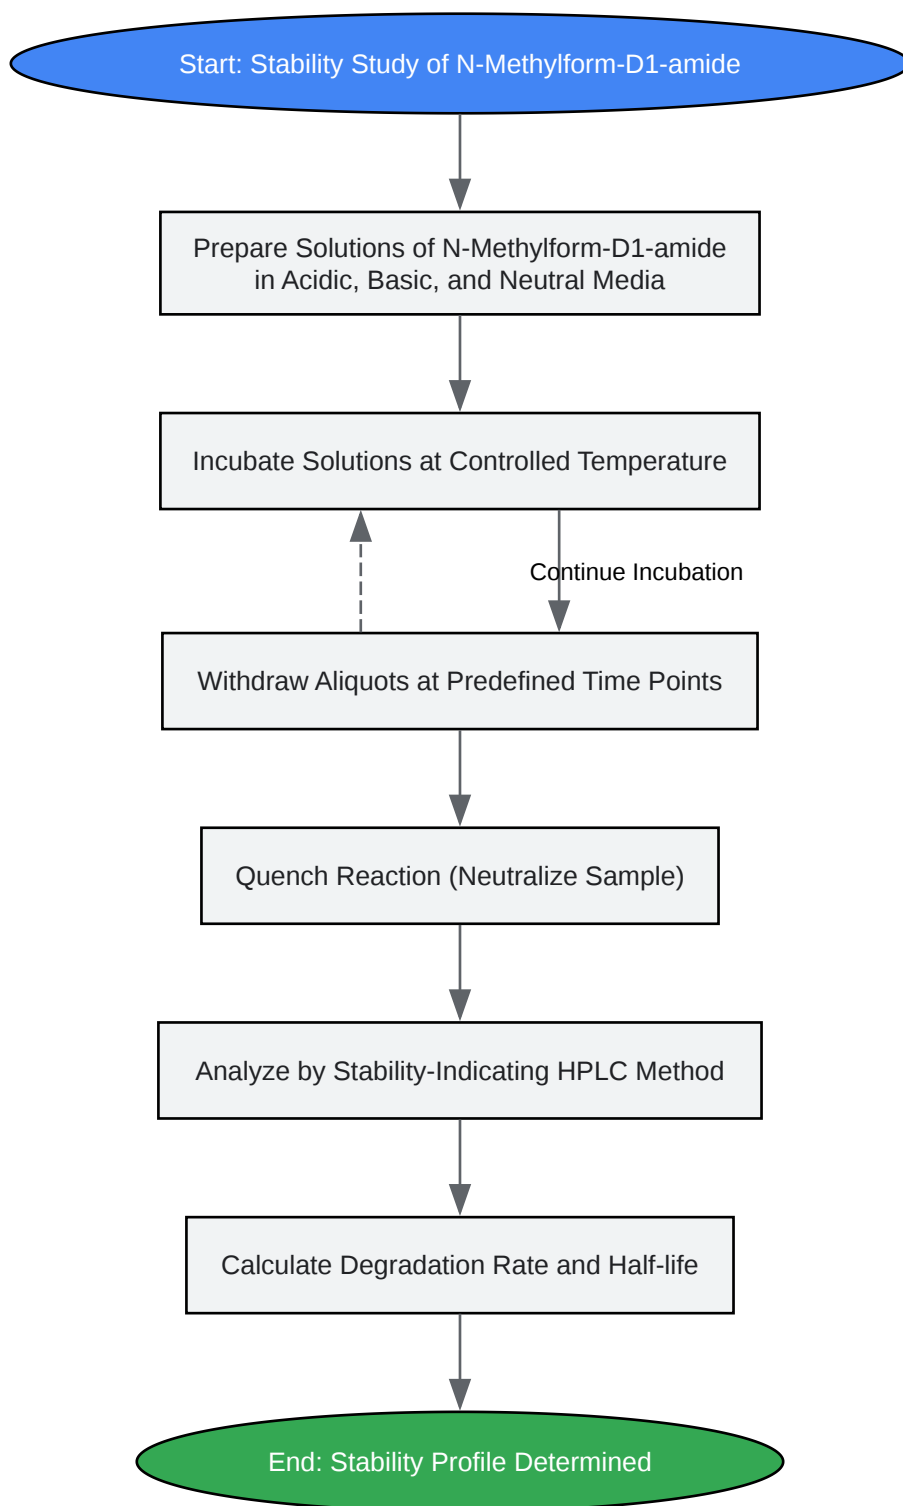 Start: Stability Study of N-Methylform-D1-amide
Prepare Solutions of N-Methylform-D1-amide
in Acidic, Basic, and Neutral Media
Incubate Solutions at Controlled Temperature
Continue Incubation
Withdraw Aliquots at Predefined Time Points
Quench Reaction (Neutralize Sample)
Analyze by Stability-Indicating HPLC Method
Calculate Degradation Rate and Half-life
End: Stability Profile Determined